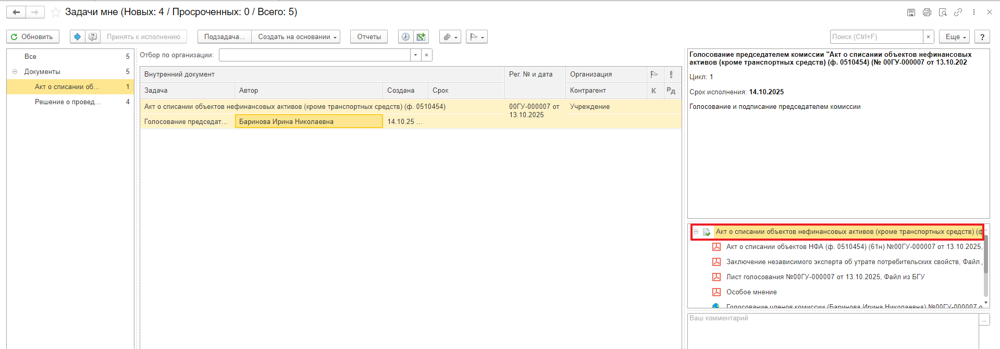 Задачи мне (Новых: 4 / Просроченных: 0 / Всего: 5)
Обновить
Принять к исполнению
Подзадача...
Создать на основании
Отчеты
Поиск (Ctrl+F)
×
Еще
?
Все 5
Документы 5
Акт о списании об... 1
Решение о провед... 4
Отбор по организации:
Внутренний документ
Рег. № и дата
Организация
Задача
Автор
Создана
Срок
Контрагент
К
Рд
Акт о списании объектов нефинансовых активов (кроме транспортных средств) (ф. 0510454)
00ГУ-000007 от
13.10.2025
Учреждение
Голосование председат...
Баринова Ирина Николаевна
14.10.25 ...
Голосование председателем комиссии "Акт о списании объектов нефинансовых
активов (кроме транспортных средств) (ф. 0510454) (№ 00ГУ-000007 от 13.10.202
Цикл: 1
Срок исполнения: 14.10.2025
Голосование и подписание председателем комиссии
Акт о списании объектов нефинансовых активов (кроме транспортных средств) (ф
Акт о списании объектов НФА (ф. 0510454) (61н) №00ГУ-000007 от 13.10.2025,
Заключение независимого эксперта об утрате потребительских свойств, Файл
Лист голосования №00ГУ-000007 от 13.10.2025, Файл из БГУ
Особое мнение
Голосование членов комиссии (Баринова Ирина Николаевна) №00ГУ-000007 о
Ваш комментарий
...